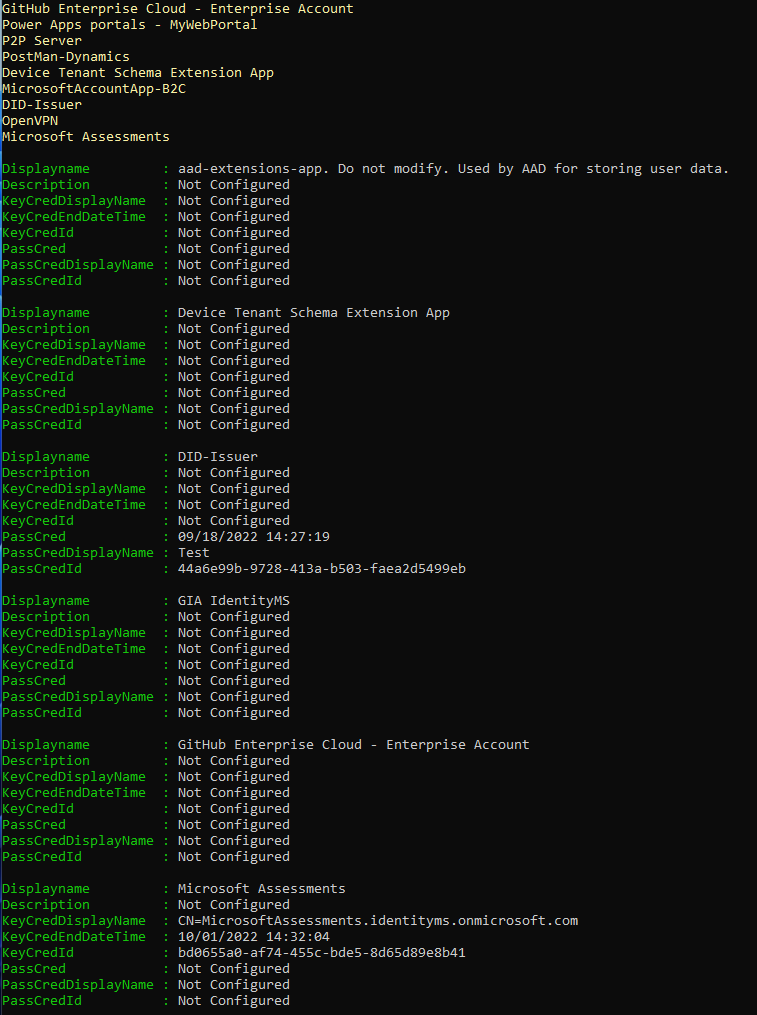 GitHub Enterprise Cloud - Enterprise Account
Power Apps portals - MyWebPortal
P2P Server
PostMan-Dynamics
Device Tenant Schema Extension App
MicrosoftAccountApp-B2C
DID-Issuer
OpenVPN
Microsoft Assessments
Displayname : aad-extensions-app. Do not modify. Used by AAD for storing user data.
Description : Not Configured
KeyCredDisplayName : Not Configured
KeyCredEndDateTime : Not Configured
KeyCredId : Not Configured
PassCred : Not Configured
PassCredDisplayName : Not Configured
PassCredId : Not Configured
Displayname : Device Tenant Schema Extension App
Description : Not Configured
KeyCredDisplayName : Not Configured
KeyCredEndDateTime : Not Configured
KeyCredId : Not Configured
PassCred : Not Configured
PassCredDisplayName : Not Configured
PassCredId : Not Configured
Displayname : DID-Issuer
Description : Not Configured
KeyCredDisplayName : Not Configured
KeyCredEndDateTime : Not Configured
KeyCredId : Not Configured
PassCred : 09/18/2022 14:27:19
PassCredDisplayName : Test
PassCredId : 44a6e99b-9728-413a-b503-faea2d5499eb
Displayname : GIA IdentityMS
Description : Not Configured
KeyCredDisplayName : Not Configured
KeyCredEndDateTime : Not Configured
KeyCredId : Not Configured
PassCred : Not Configured
PassCredDisplayName : Not Configured
PassCredId : Not Configured
Displayname : GitHub Enterprise Cloud - Enterprise Account
Description : Not Configured
KeyCredDisplayName : Not Configured
KeyCredEndDateTime : Not Configured
KeyCredId : Not Configured
PassCred : Not Configured
PassCredDisplayName : Not Configured
PassCredId : Not Configured
Displayname : Microsoft Assessments
Description : Not Configured
KeyCredDisplayName : CN=MicrosoftAssessments.identityms.onmicrosoft.com
KeyCredEndDateTime : 10/01/2022 14:32:04
KeyCredId : bd0655a0-af74-455c-bde5-8d65d89e8b41
PassCred : Not Configured
PassCredDisplayName : Not Configured
PassCredId : Not Configured